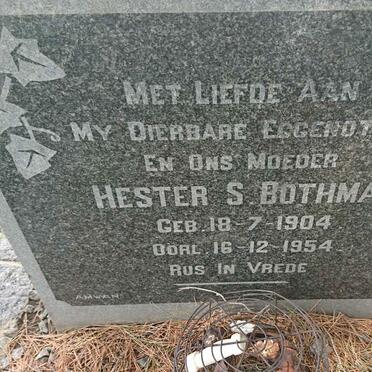 MET LIEFDE AAN
MY DIERBARE EGGENOT
EN ONS MOEDER
HESTER S. BOTHMA
GEB. 18-7-1904
OORL. 16-12-1954
RUS IN VREDE